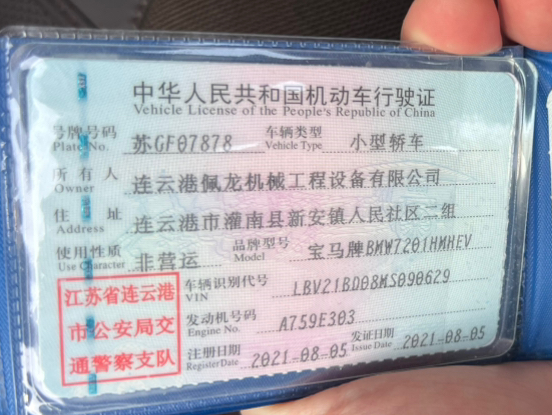 中华人民共和国机动车行驶证
Vehicle License of the People's Republic of China
号牌号码 苏GF07878 车辆类型 小型轿车
Plate No. Vehicle Type
所有人 连云港佩龙机械工程设备有限公司
Owner
住址 连云港市灌南县新安镇人民社区二组
Address
使用性质 非营运 品牌型号 宝马牌BMW7201HMHEV
Use Character Model
江苏省连云港
市公安局交
通警察支队
车辆识别代号 LBV21BD08MS090629
VIN
发动机号码 A759E303
Engine No.
注册日期 2021-08-05 发证日期 2021-08-05
Register Date Issue Date